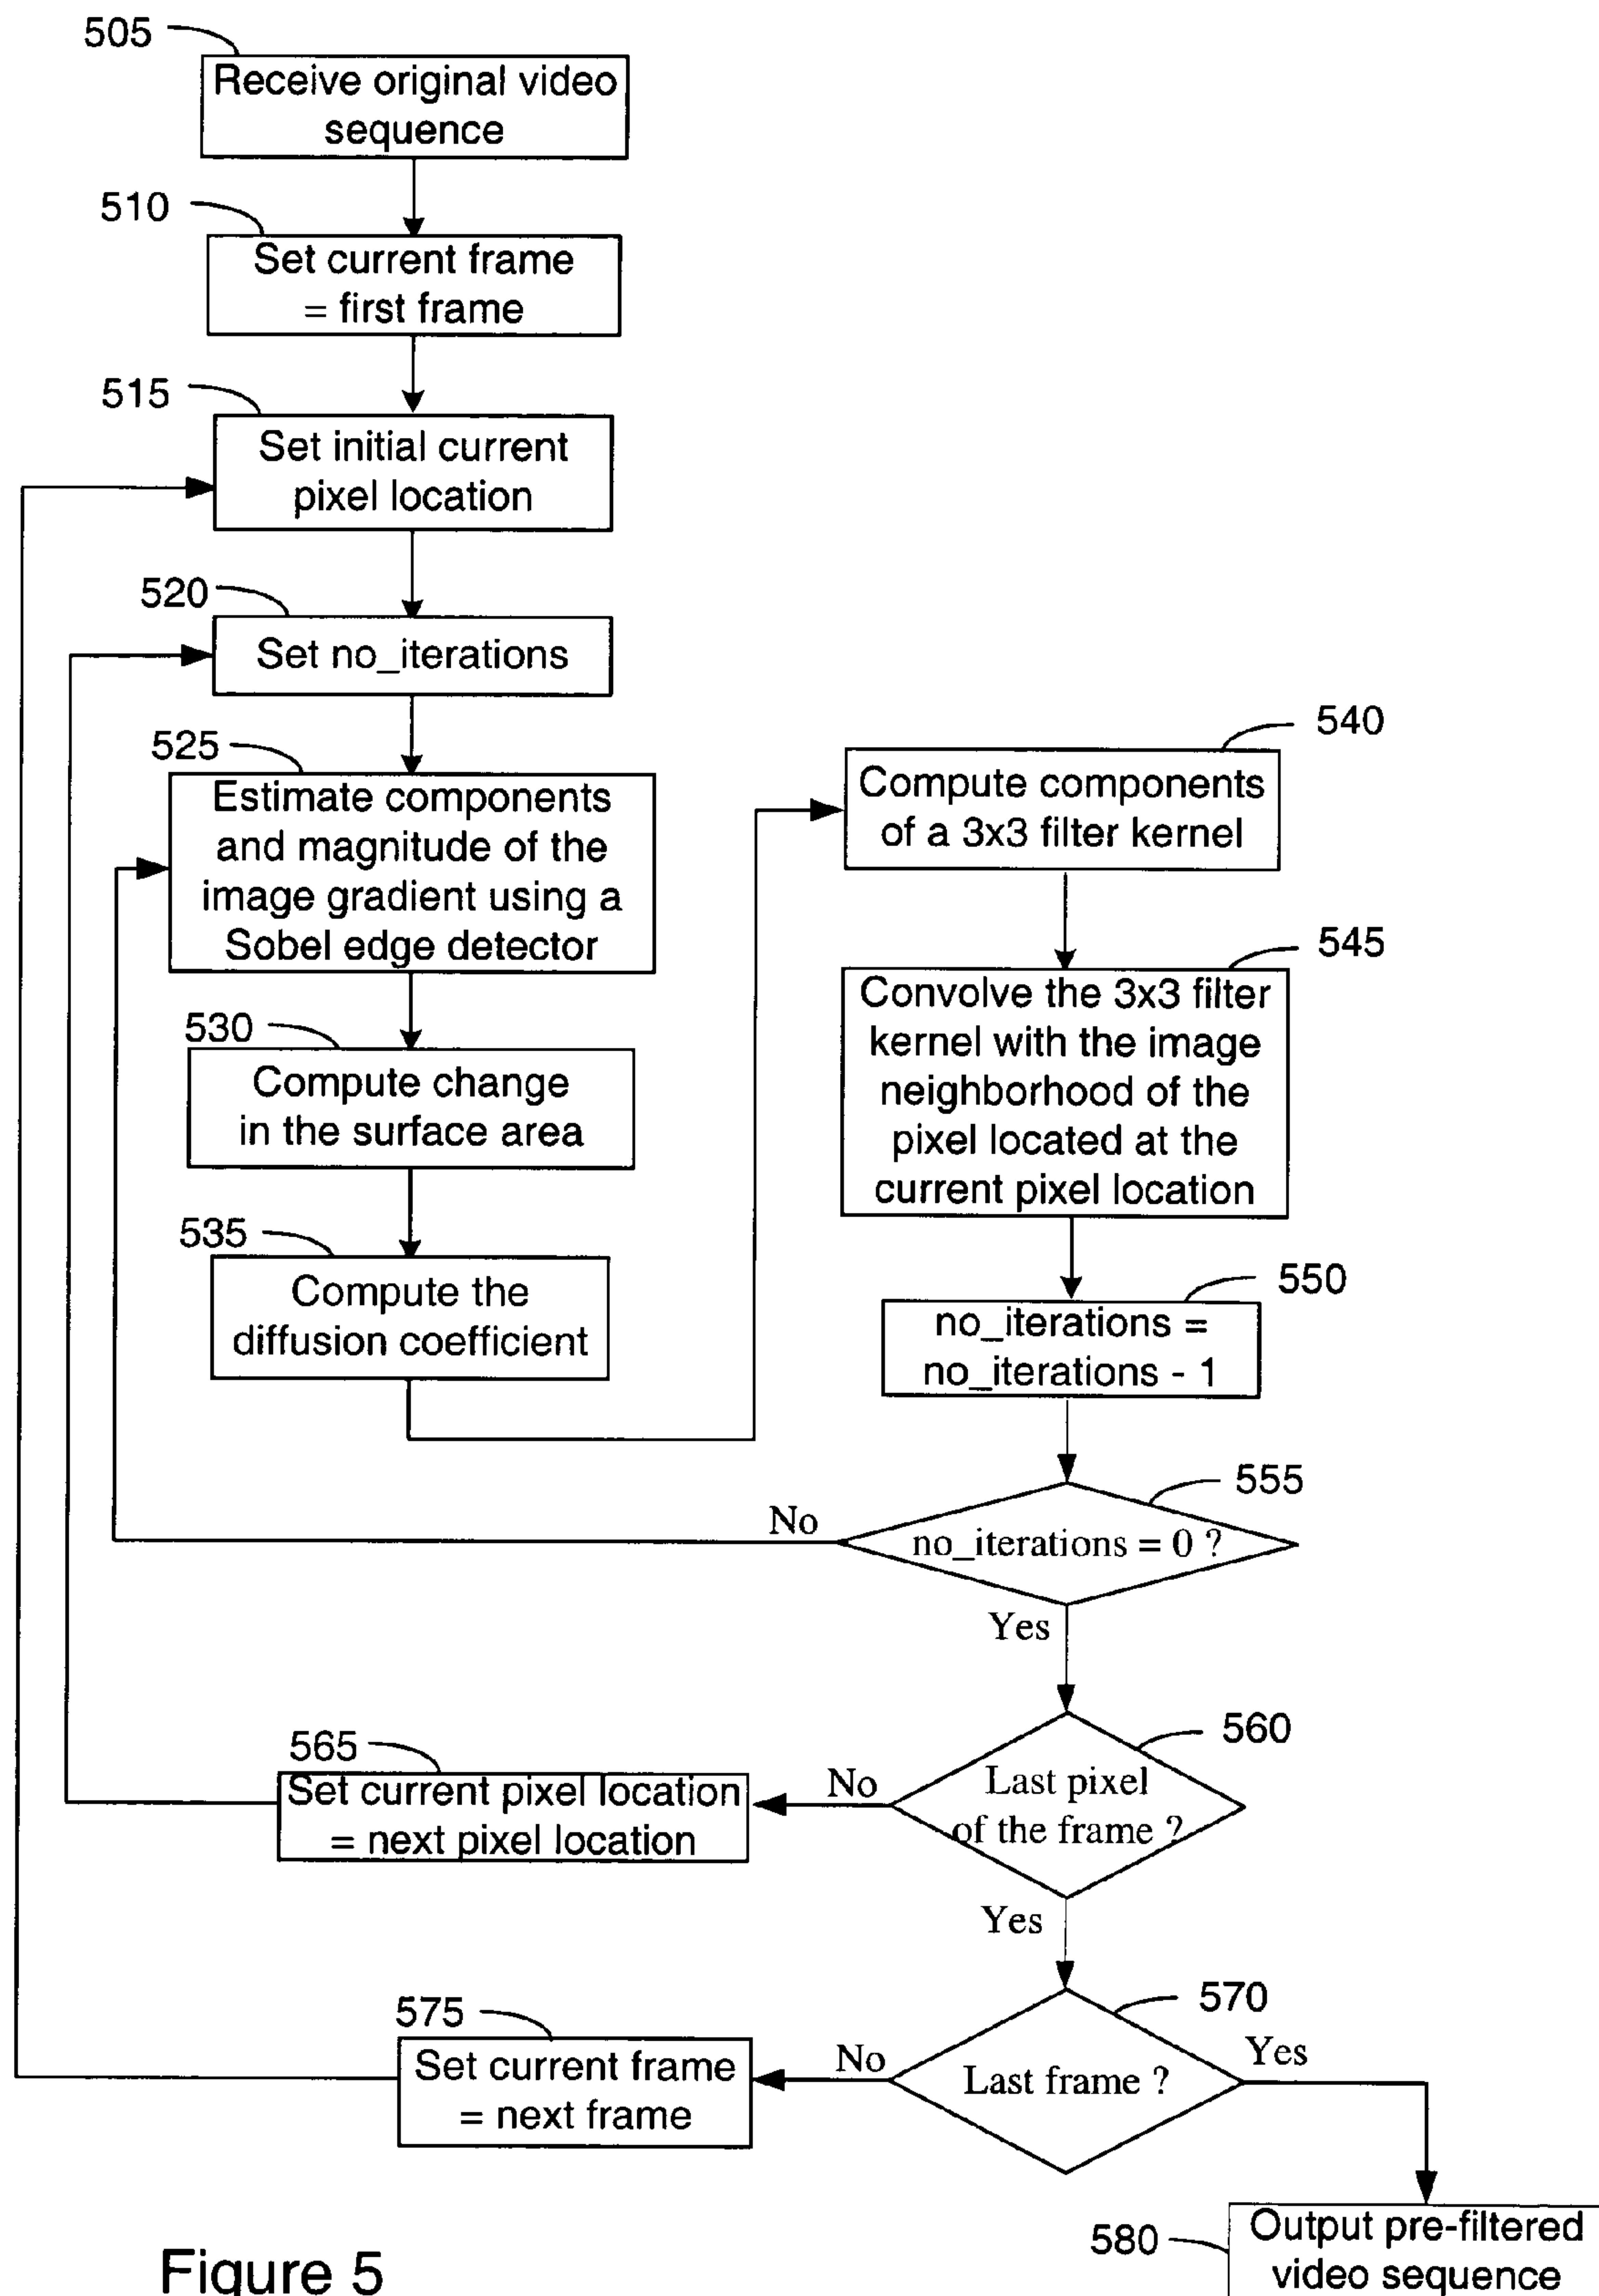 505
Receive original video
sequence
510
Set current frame
= first frame
515
Set initial current
pixel location
520
Set no_iterations
525
Estimate components
and magnitude of the
image gradient using a
Sobel edge detector
530
Compute change
in the surface area
535
Compute the
diffusion coefficient
540
Compute components
of a 3x3 filter kernel
545
Convolve the 3x3 filter
kernel with the image
neighborhood of the
pixel located at the
current pixel location
550
no_iterations =
no_iterations - 1
555
no_iterations = 0 ?
No
Yes
560
Last pixel
of the frame ?
No
565
Set current pixel location
= next pixel location
Yes
570
Last frame ?
No
Yes
575
Set current frame
= next frame
580
Output pre-filtered
video sequence
Figure 5